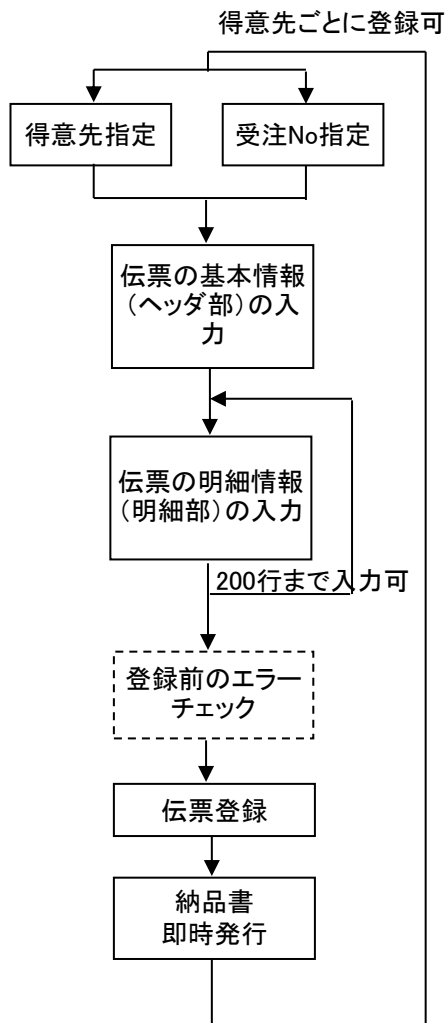 得意先ごとに登録可
得意先指定
受注No指定
伝票の基本情報
(ヘッダ部)の入
力
伝票の明細情報
(明細部)の入力
200行まで入力可
登録前のエラー
チェック
伝票登録
納品書
即時発行